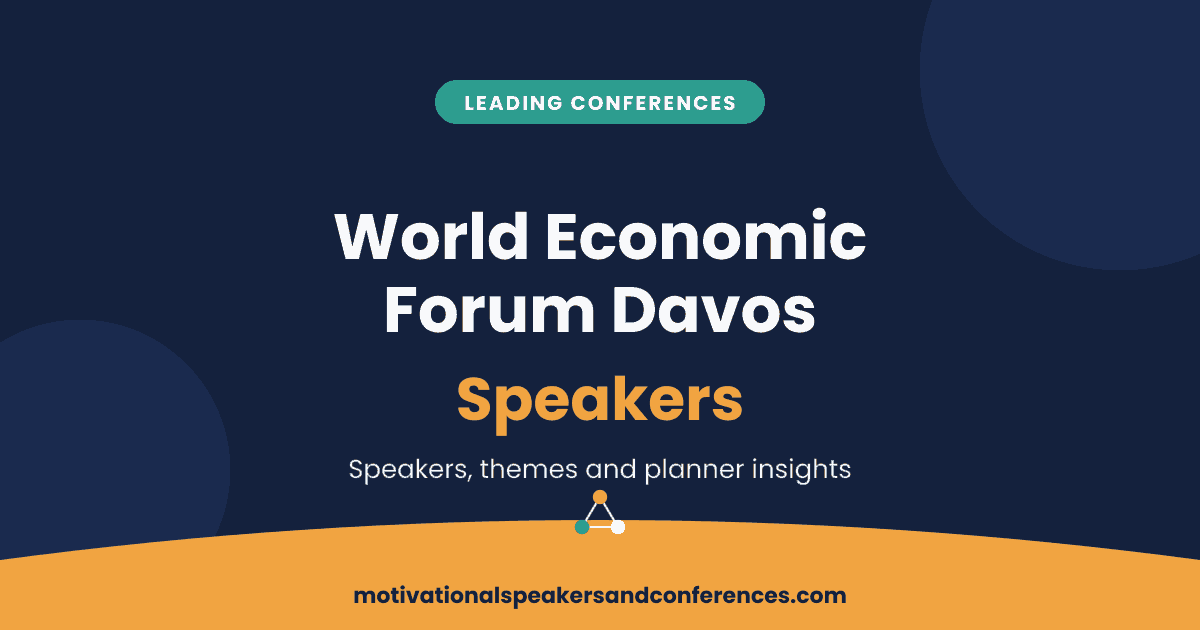 LEADING CONFERENCES
World Economic
Forum Davos
Speakers
Speakers, themes and planner insights
motivationalspeakersandconferences.com